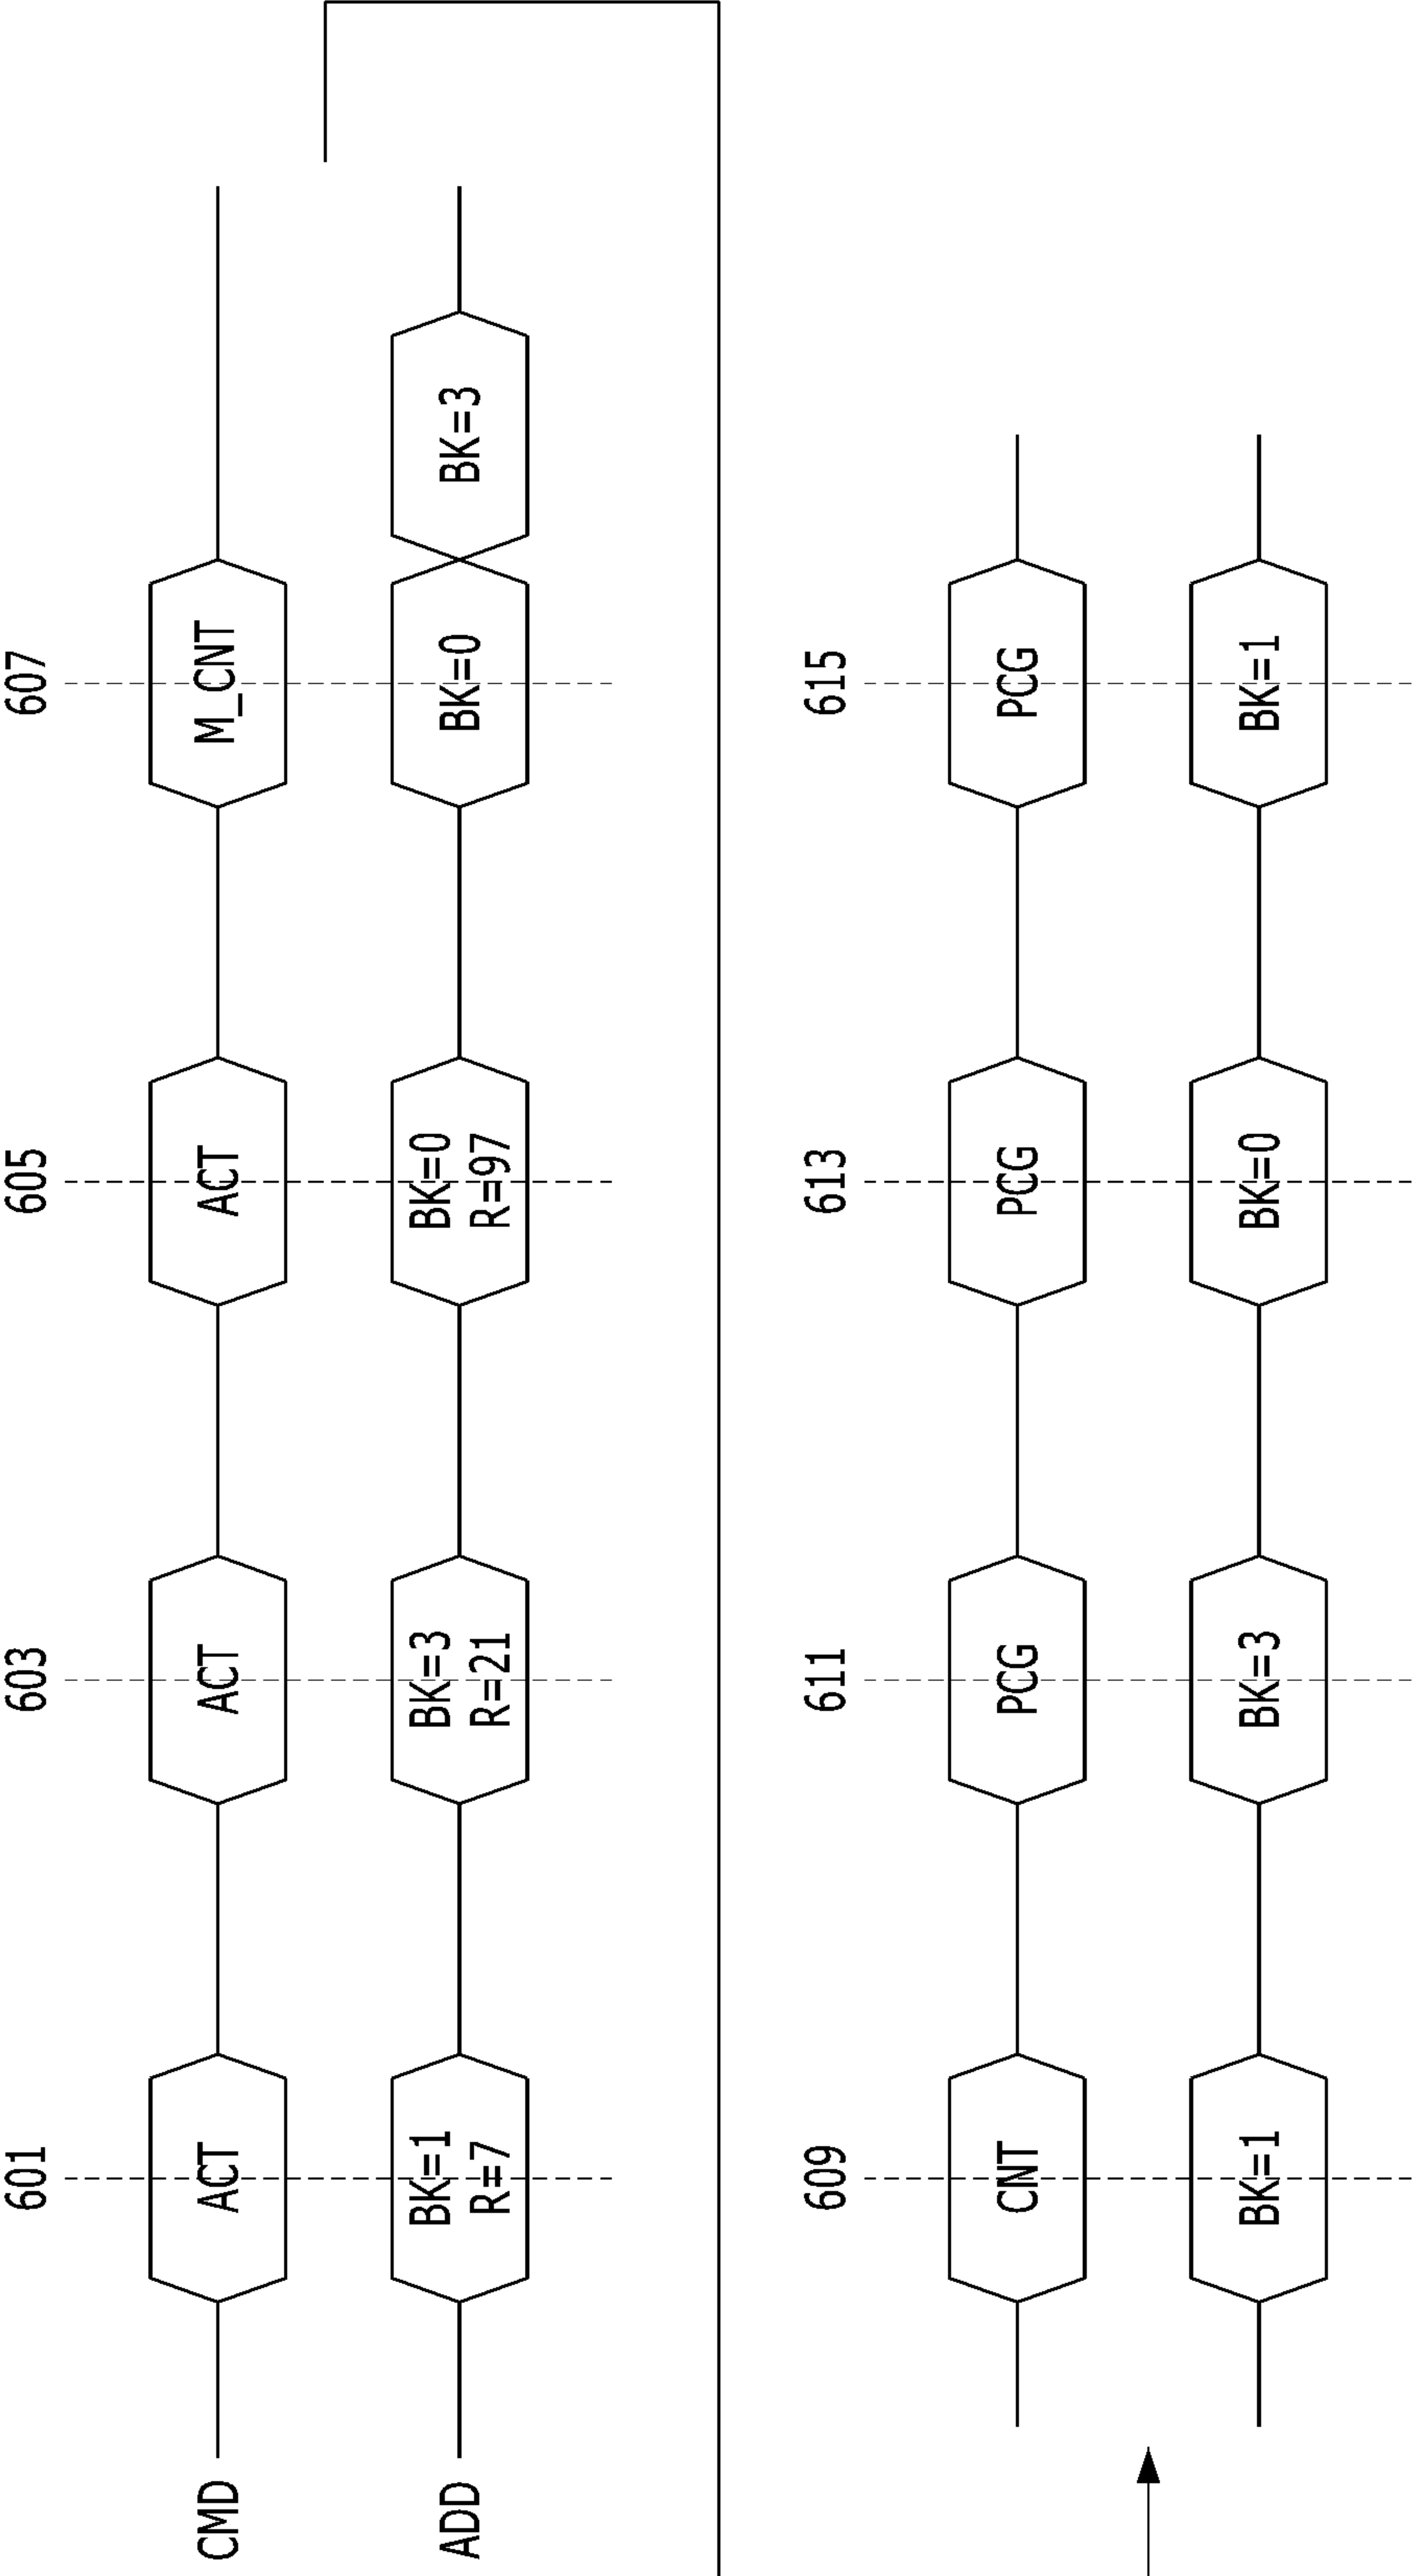 601 603 605 607
CMD ACT ACT ACT M_CNT
ADD BK=1 BK=3 BK=0 BK=0 BK=3
R=7 R=21 R=97
609 611 613 615
CNT PCG PCG PCG
BK=1 BK=3 BK=0 BK=1